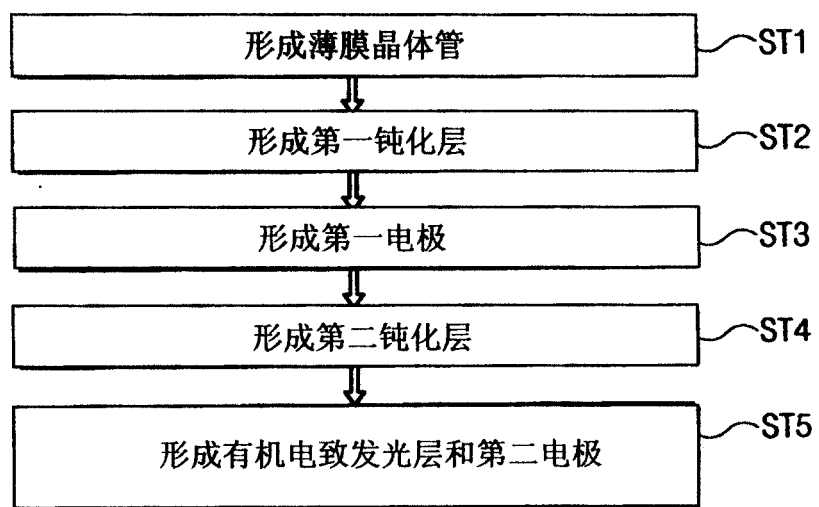 形成薄膜晶体管 ST1
形成第一钝化层 ST2
形成第一电极 ST3
形成第二钝化层 ST4
形成有机电致发光层和第二电极 ST5